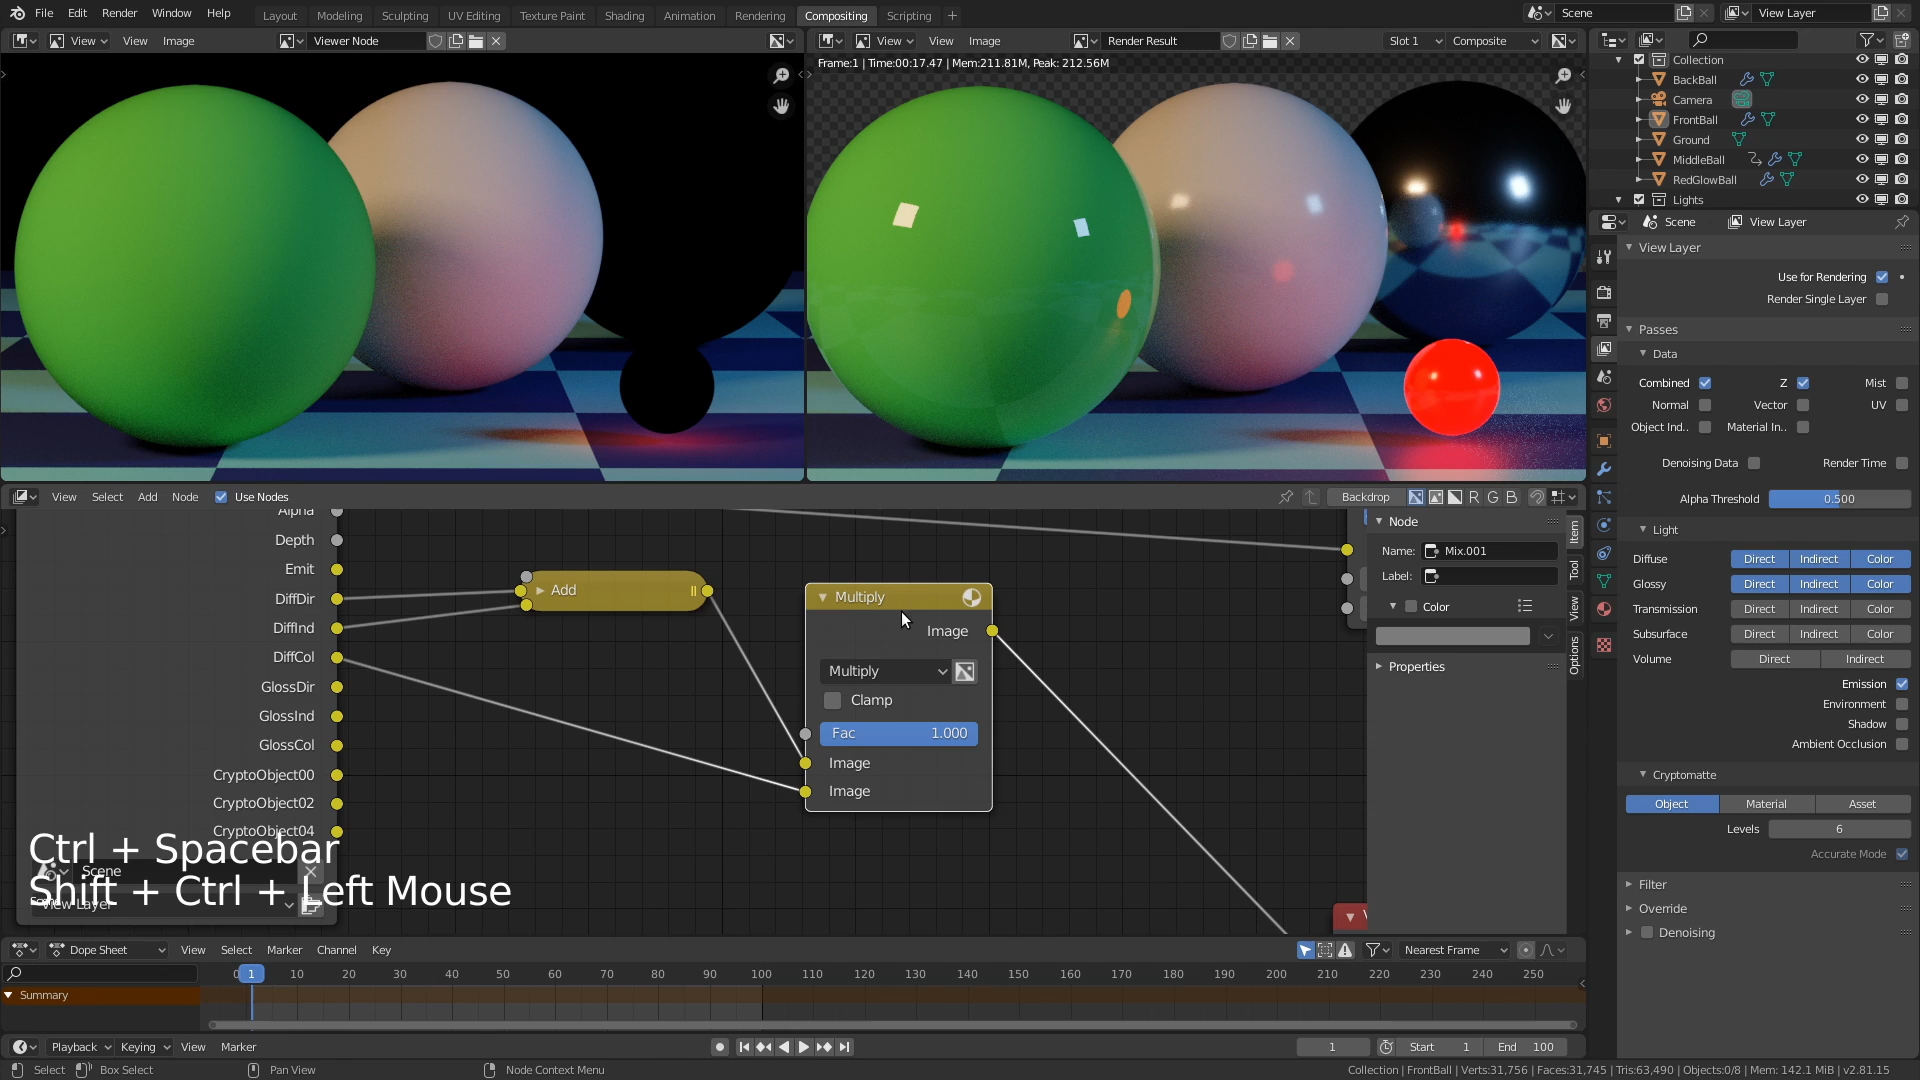 File Edit Render Window Help Layout Modeling Sculpting UV Editing Texture Paint Shading Animation Rendering Compositing Scripting + Scene View Layer
View View Image Viewer Node View View Image Render Result Slot 1 Composite
Frame:1 | Time:00:17.47 | Mem:211.81M, Peak: 212.56M
Collection
BackBall
Camera
FrontBall
Ground
MiddleBall
RedGlowBall
Lights
Scene View Layer
View Layer
Use for Rendering
Render Single Layer
Passes
Data
Combined Z Mist
Normal Vector UV
Object Ind.. Material In..
Denoising Data Render Time
Alpha Threshold 0.500
Light
Diffuse Direct Indirect Color
Glossy Direct Indirect Color
Transmission Direct Indirect Color
Subsurface Direct Indirect Color
Volume Direct Indirect
Emission
Environment
Shadow
Ambient Occlusion
Cryptomatte
Object Material Asset
Levels 6
Accurate Mode
Filter
Override
Denoising
View Select Add Node Use Nodes Backdrop R G B
Alpha
Depth
Emit
DiffDir
DiffInd
DiffCol
GlossDir
GlossInd
GlossCol
CryptoObject00
CryptoObject02
CryptoObject04
Scene
View Layer
Add
Multiply
Image
Multiply
Clamp
Fac 1.000
Image
Image
Node
Name: Mix.001
Label:
Color
Properties
Item
Tool
View
Options
Ctrl + Spacebar
Shift + Ctrl + Left Mouse
Dope Sheet View Select Marker Channel Key Nearest Frame
0 1 10 20 30 40 50 60 70 80 90 100 110 120 130 140 150 160 170 180 190 200 210 220 230 240 250
Summary
Playback Keying View Marker 1 Start 1 End 100
Select Box Select Pan View Node Context Menu Collection | FrontBall | Verts:31,756 | Faces:31,745 | Tris:63,490 | Objects:0/8 | Mem: 142.1 MiB | v2.81.15